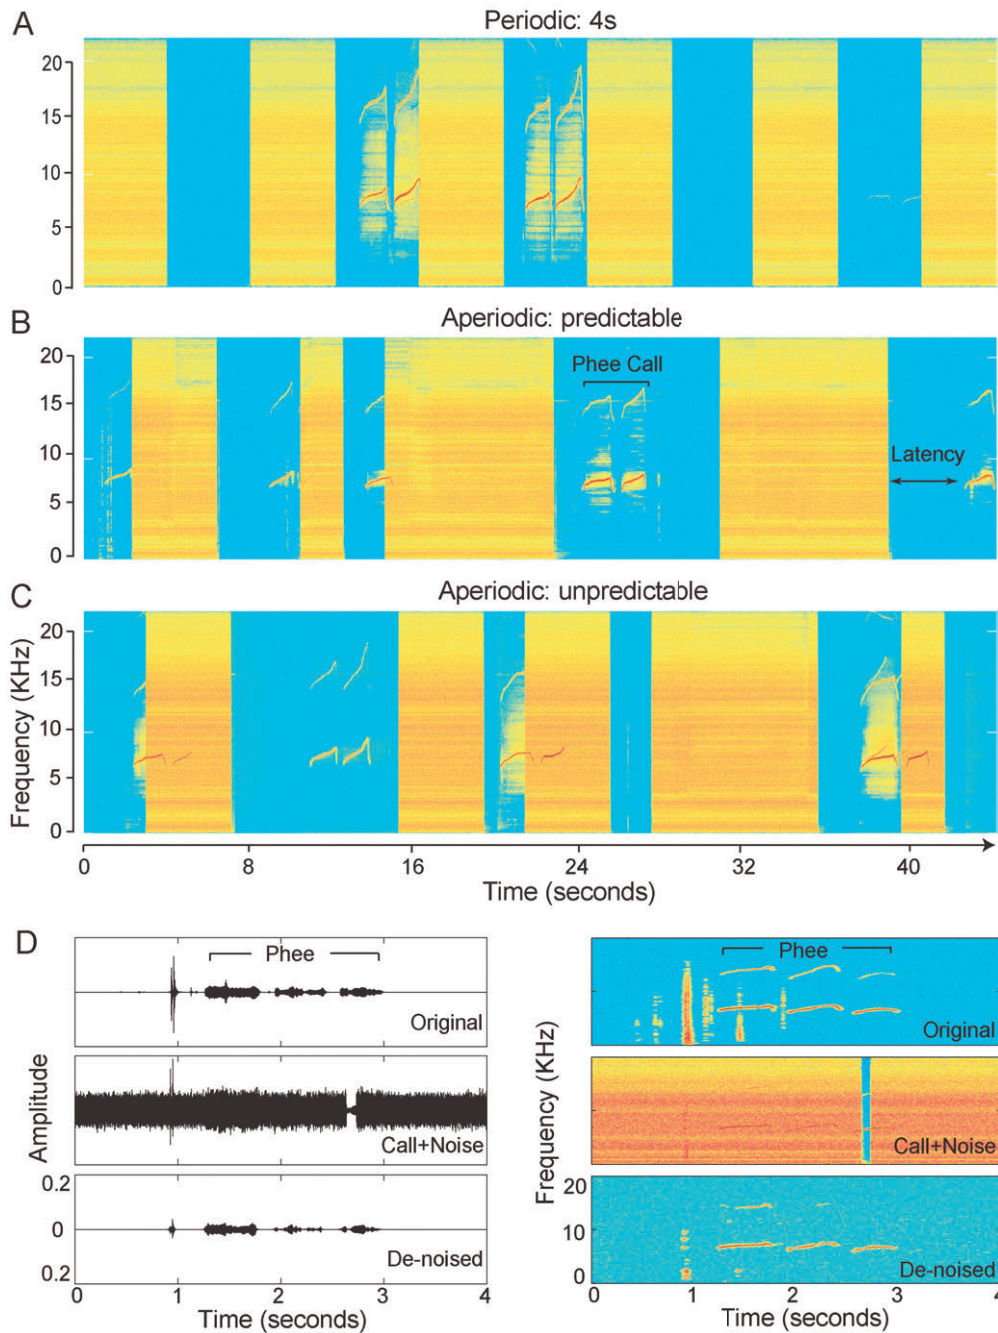 A
Periodic: 4s
20
15
10
5
0
B
Aperiodic: predictable
20
15
10
5
0
Phee Call
Latency
C
Aperiodic: unpredictable
Frequency (KHz)
20
15
10
5
0
0 8 16 24 32 40
Time (seconds)
D
Amplitude
Phee
Original
Call+Noise
0.2
0
0.2
De-noised
0 1 2 3 4
Time (seconds)
Frequency (KHz)
Phee
Original
Call+Noise
20
10
0
De-noised
0 1 2 3 4
Time (seconds)